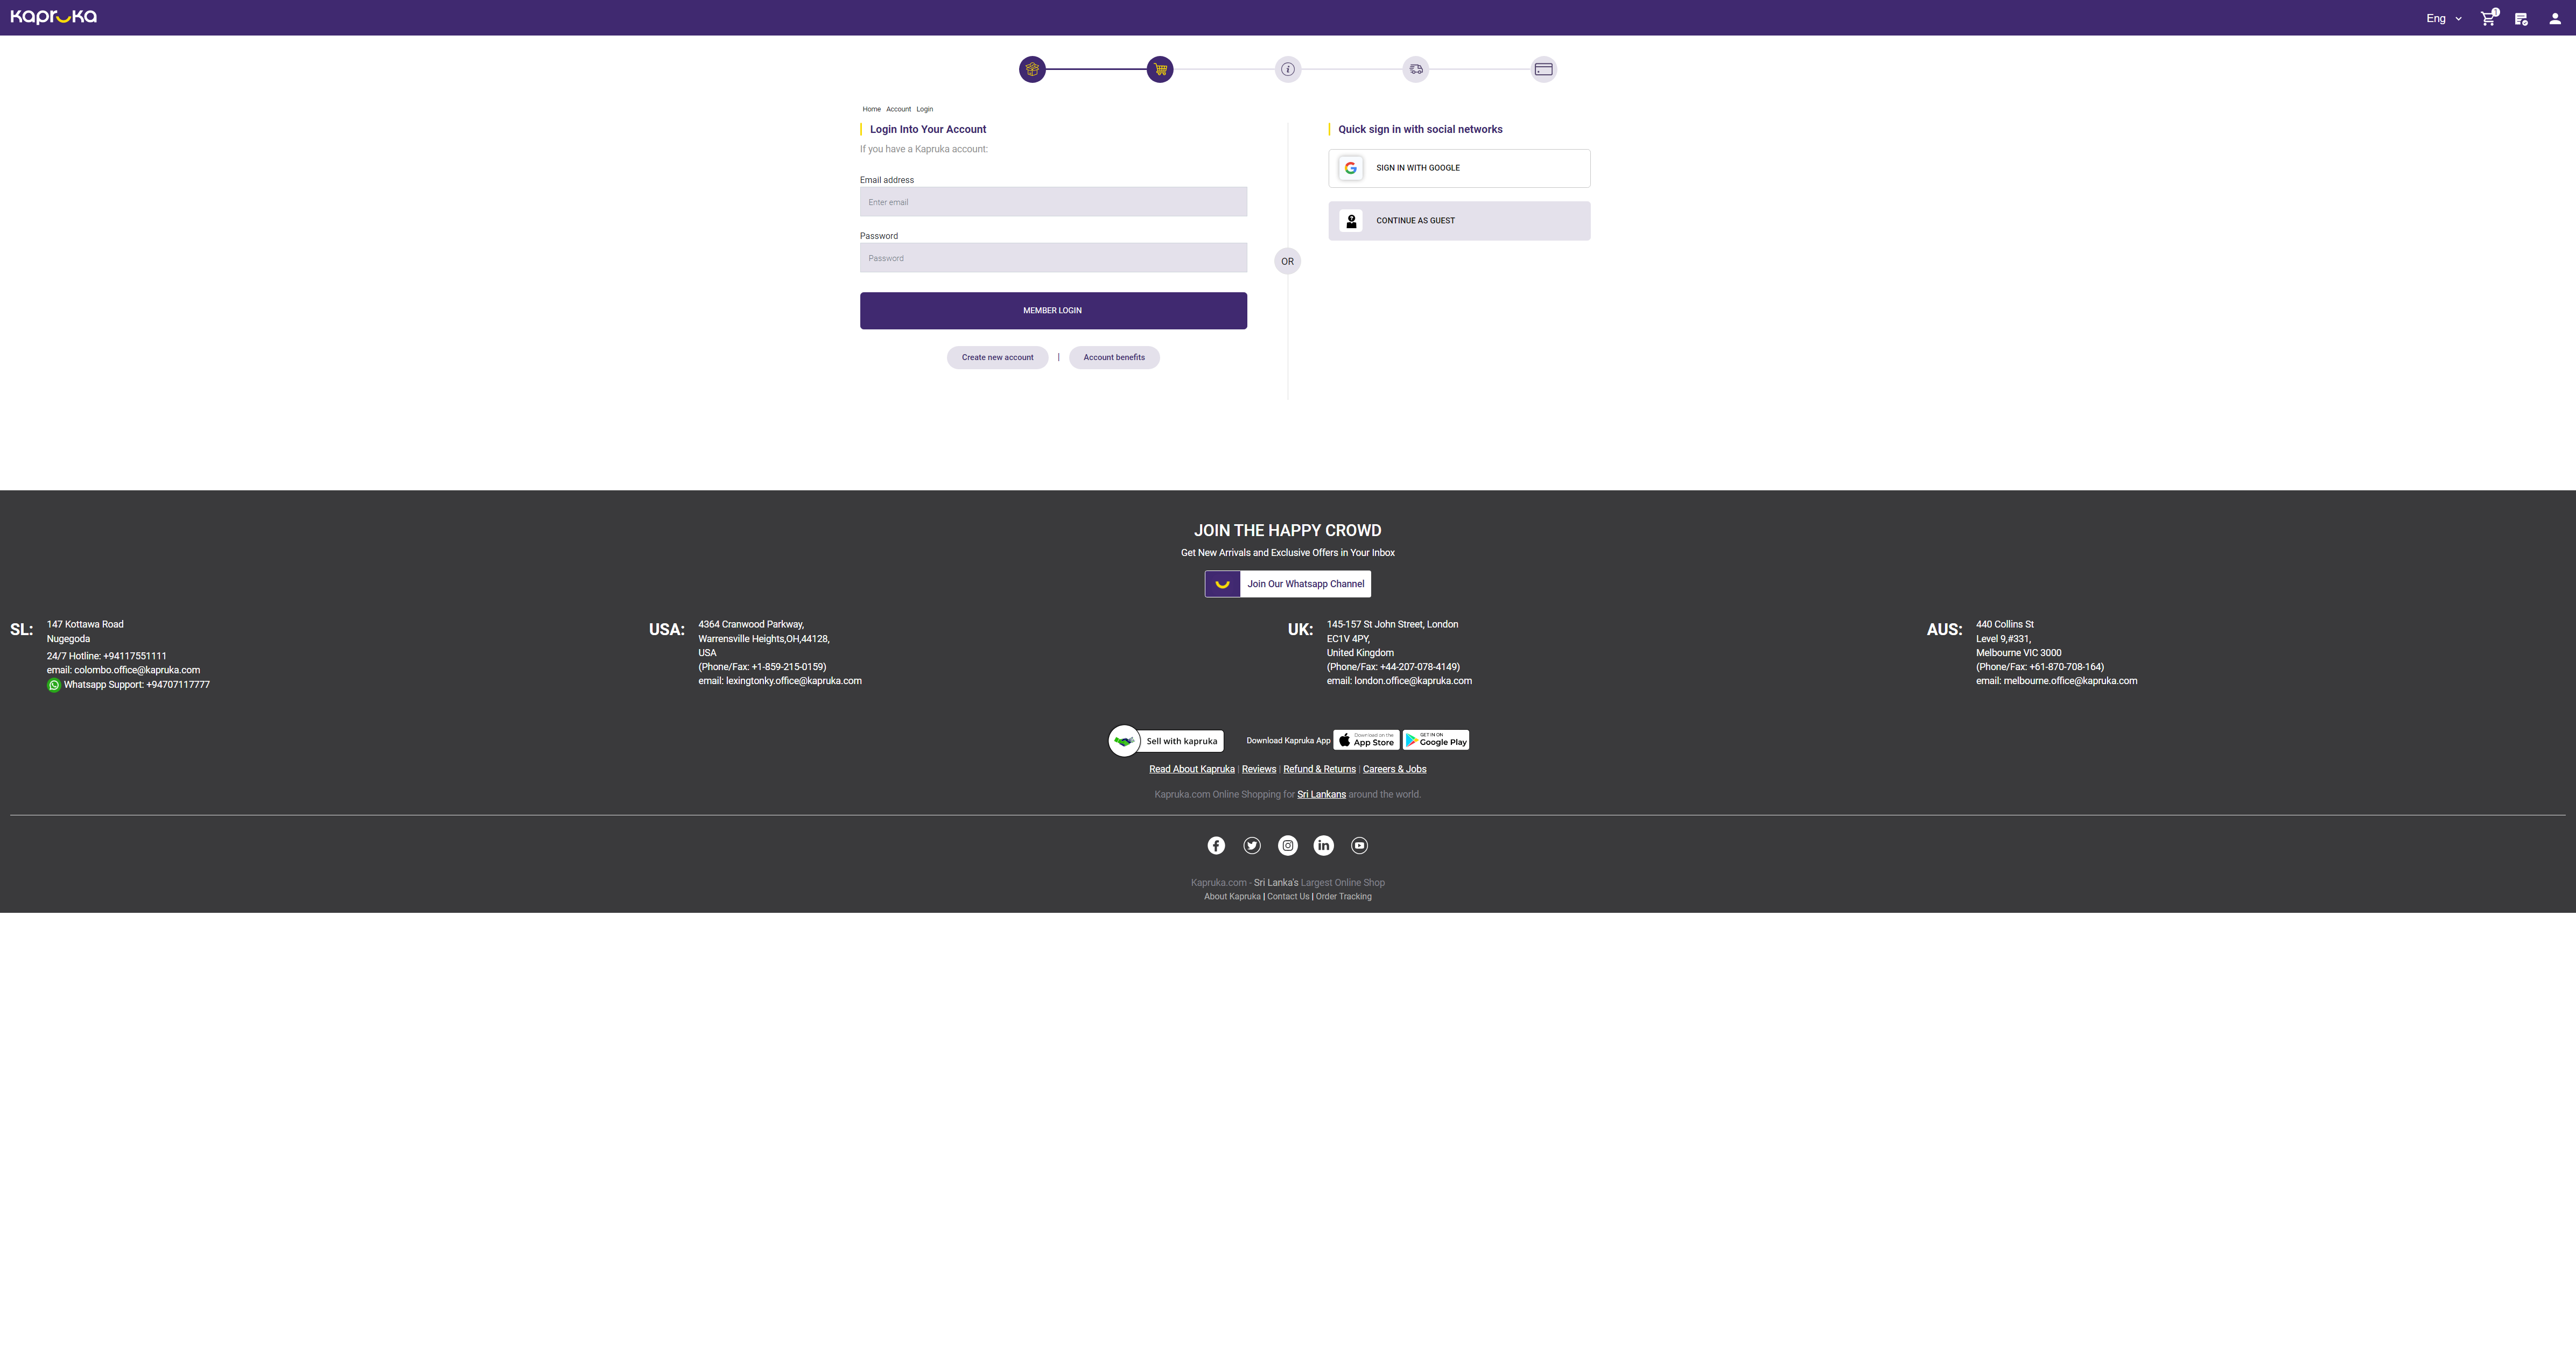 kapruka
Eng
1
Home Account Login
Login Into Your Account
If you have a Kapruka account:
Email address
Enter email
Password
Password
MEMBER LOGIN
Create new account | Account benefits
OR
Quick sign in with social networks
SIGN IN WITH GOOGLE
CONTINUE AS GUEST
JOIN THE HAPPY CROWD
Get New Arrivals and Exclusive Offers in Your Inbox
Join Our Whatsapp Channel
SL:
147 Kottawa Road
Nugegoda
24/7 Hotline: +94117551111
email: colombo.office@kapruka.com
Whatsapp Support: +94707117777
USA:
4364 Cranwood Parkway,
Warrensville Heights,OH,44128,
USA
(Phone/Fax: +1-859-215-0159)
email: lexingtonky.office@kapruka.com
UK:
145-157 St John Street, London
EC1V 4PY,
United Kingdom
(Phone/Fax: +44-207-078-4149)
email: london.office@kapruka.com
AUS:
440 Collins St
Level 9,#331,
Melbourne VIC 3000
(Phone/Fax: +61-870-708-164)
email: melbourne.office@kapruka.com
Sell with kapruka
Download Kapruka App
Download on the
App Store
GET IN ON
Google Play
Read About Kapruka | Reviews | Refund & Returns | Careers & Jobs
Kapruka.com Online Shopping for Sri Lankans around the world.
Kapruka.com - Sri Lanka's Largest Online Shop
About Kapruka | Contact Us | Order Tracking